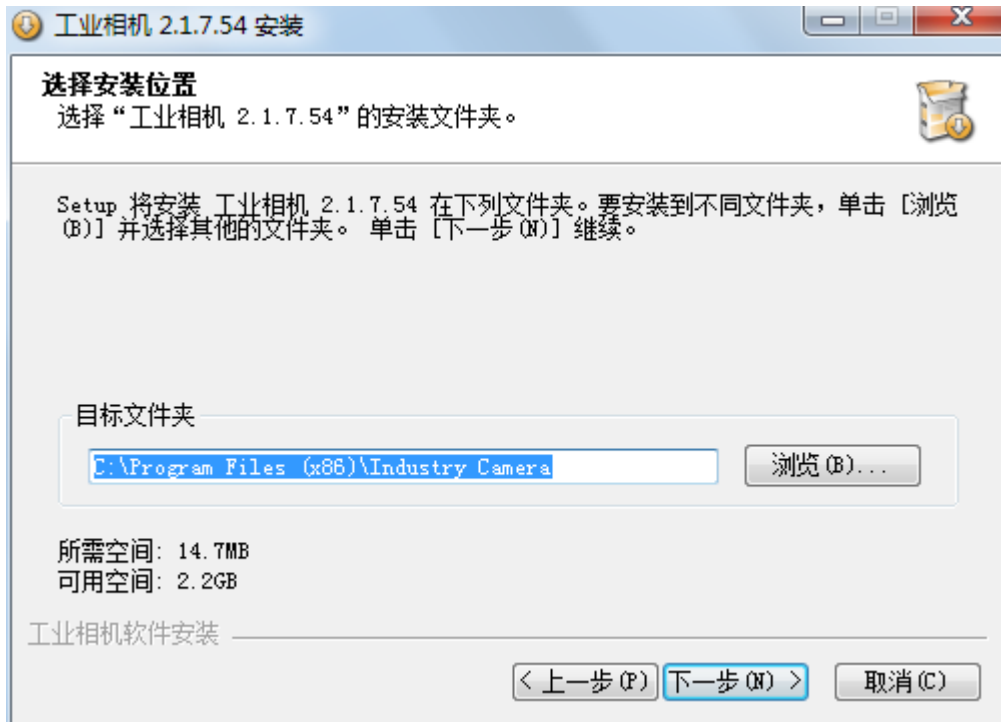 工业相机 2.1.7.54 安装
选择安装位置
选择“工业相机 2.1.7.54”的安装文件夹。
Setup 将安装 工业相机 2.1.7.54 在下列文件夹。要安装到不同文件夹，单击 [浏览
(B)] 并选择其他的文件夹。 单击 [下一步(N)] 继续。
目标文件夹
C:\Program Files (x86)\Industry Camera
浏览(B)...
所需空间: 14.7MB
可用空间: 2.2GB
工业相机软件安装
< 上一步(P) 下一步(N) > 取消(C)